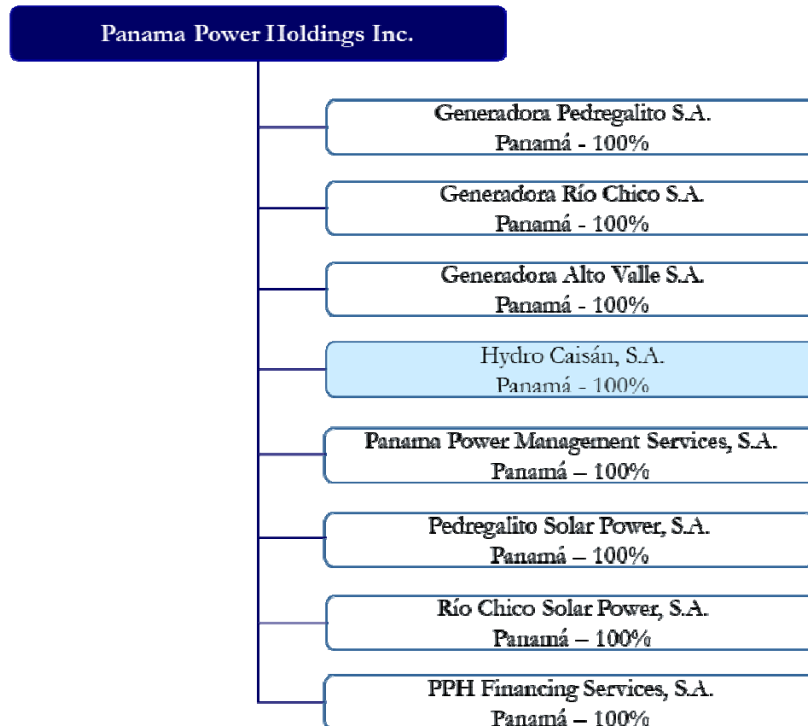 Panama Power Holdings Inc.
Generadora Pedregalito S.A.
Panamá - 100%
Generadora Río Chico S.A.
Panamá - 100%
Generadora Alto Valle S.A.
Panamá - 100%
Hydro Caisán, S.A.
Panamá - 100%
Panama Power Management Services, S.A.
Panamá – 100%
Pedregalito Solar Power, S.A.
Panamá – 100%
Río Chico Solar Power, S.A.
Panamá – 100%
PPH Financing Services, S.A.
Panamá – 100%